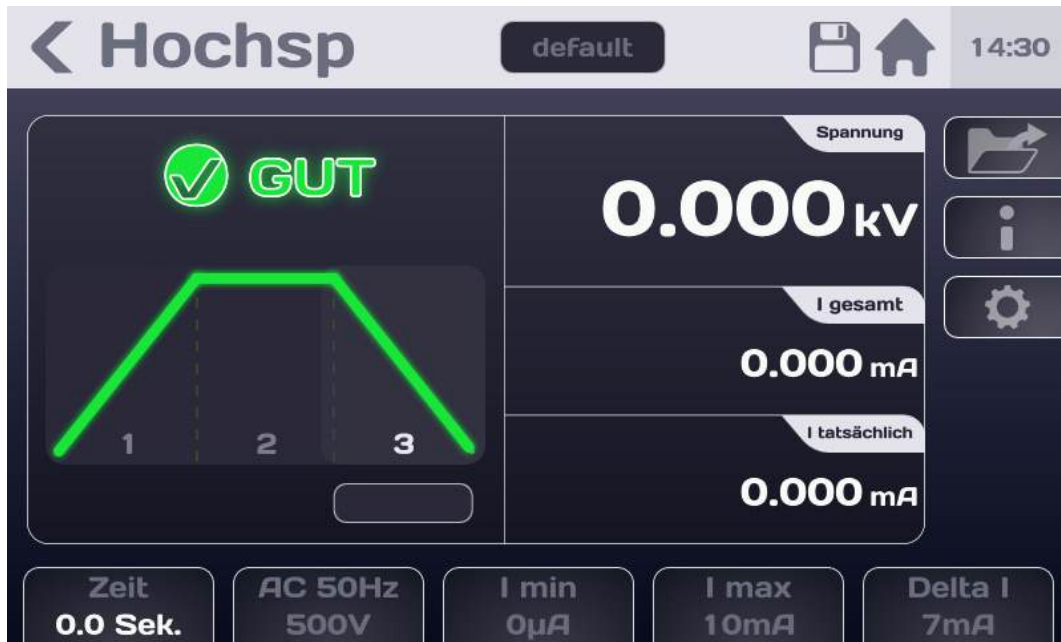 Hochsp
default
14:30
GUT
Spannung
0.000 kV
I gesamt
0.000 mA
I tatsächlich
0.000 mA
1 2 3
Zeit
0.0 Sek.
AC 50Hz
500V
I min
0µA
I max
10mA
Delta I
7mA